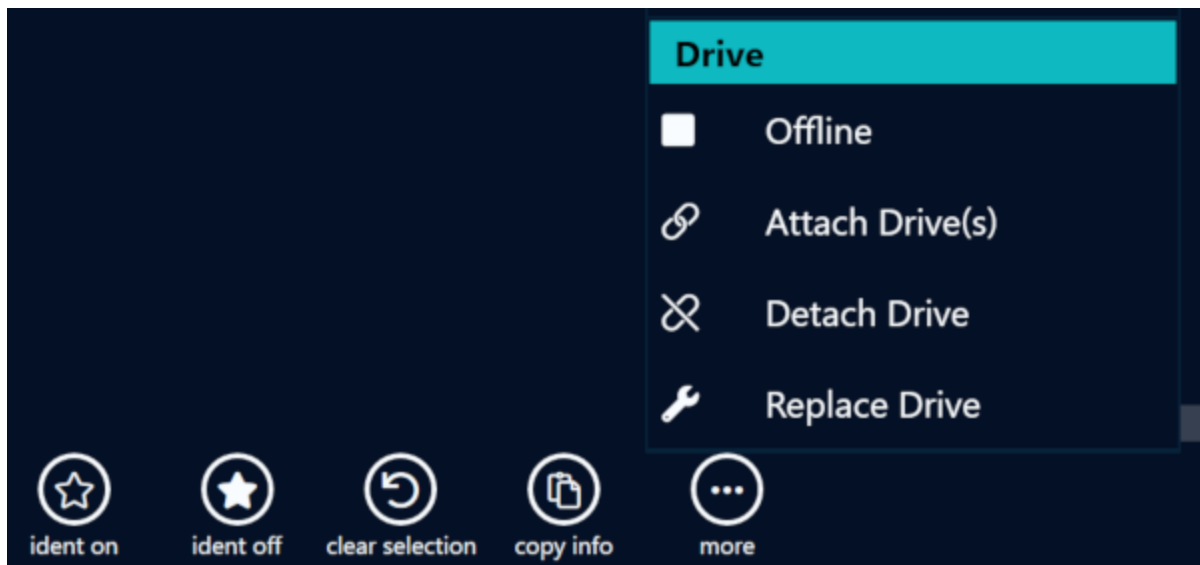 Drive
Offline
Attach Drive(s)
Detach Drive
Replace Drive
ident on
ident off
clear selection
copy info
more